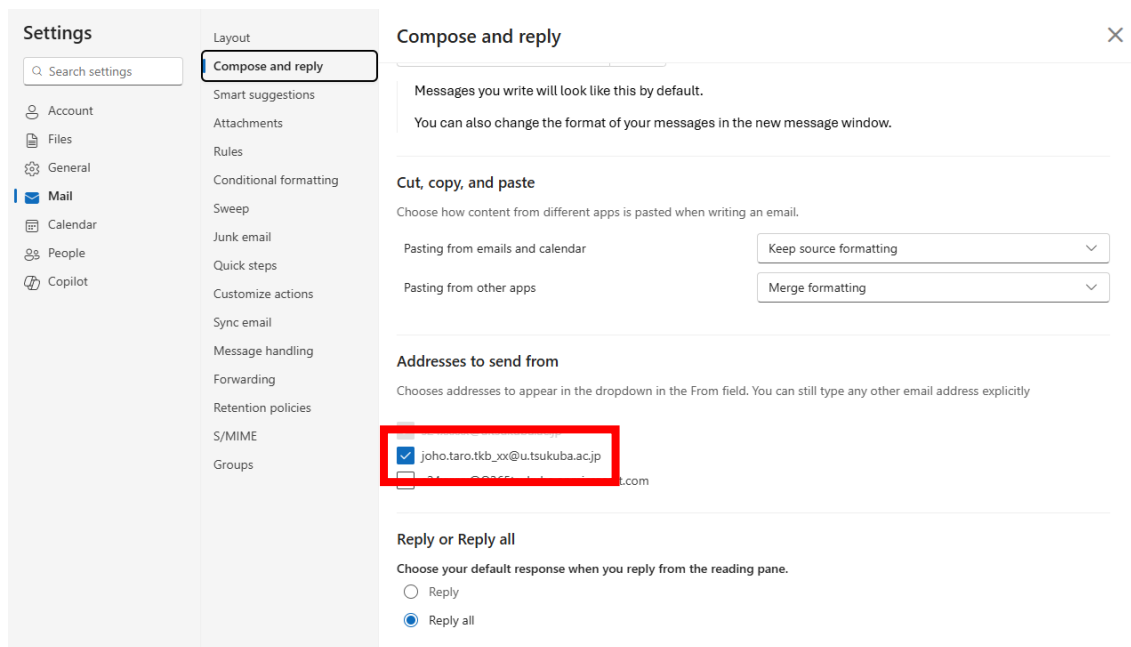 Settings
Search settings
Account
Files
General
Mail
Calendar
People
Copilot
Layout
Compose and reply
Smart suggestions
Attachments
Rules
Conditional formatting
Sweep
Junk email
Quick steps
Customize actions
Sync email
Message handling
Forwarding
Retention policies
S/MIME
Groups
Compose and reply
Messages you write will look like this by default.
You can also change the format of your messages in the new message window.
Cut, copy, and paste
Choose how content from different apps is pasted when writing an email.
Pasting from emails and calendar
Keep source formatting
Pasting from other apps
Merge formatting
Addresses to send from
Chooses addresses to appear in the dropdown in the From field. You can still type any other email address explicitly
joho.taro.tkb_xx@u.tsukuba.ac.jp
Reply or Reply all
Choose your default response when you reply from the reading pane.
Reply
Reply all